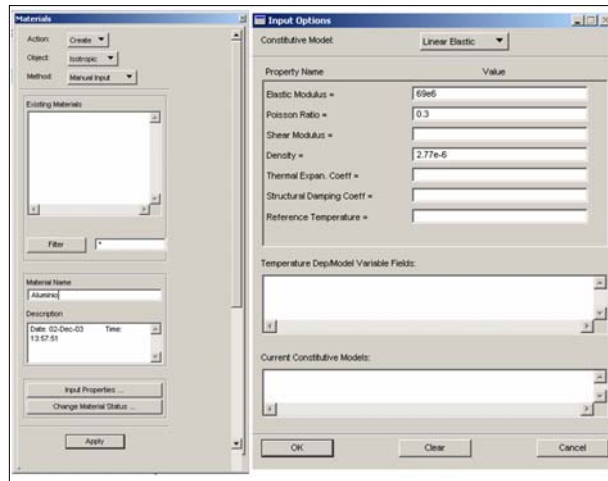 Materials
Action: Create
Object: Isotropic
Method: Manual Input
Existing Materials
Filter *
Material Name
Aluminio
Description
Date: 02-Dec-03 Time:
13:57:51
Input Properties ...
Change Material Status ...
Apply
Input Options
Constitutive Model: Linear Elastic
Property Name Value
Elastic Modulus = 69e6
Poisson Ratio = 0.3
Shear Modulus =
Density = 2.77e-6
Thermal Expan. Coeff =
Structural Damping Coeff =
Reference Temperature =
Temperature Dep/Model Variable Fields:
Current Constitutive Models:
OK Clear Cancel